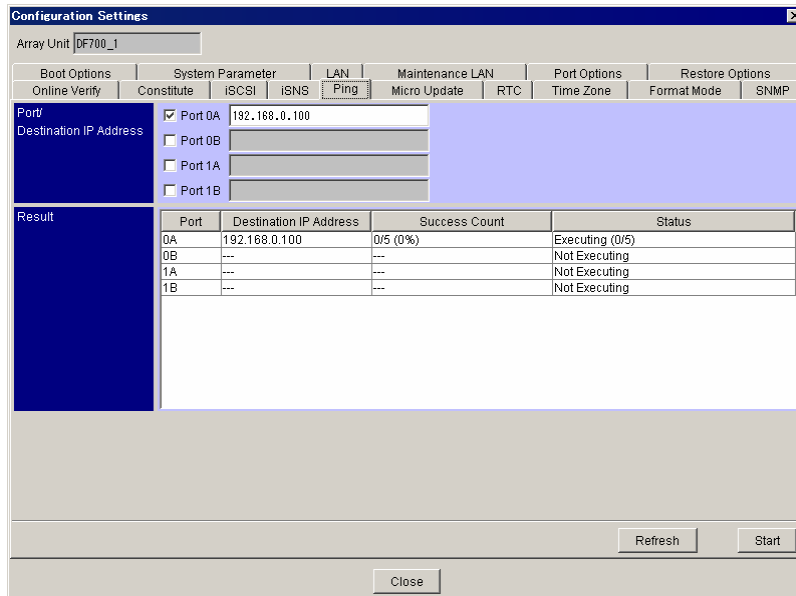 Configuration Settings
Array Unit DF700_1
Boot Options System Parameter LAN Maintenance LAN Port Options Restore Options
Online Verify Constitute iSCSI iSNS Ping Micro Update RTC Time Zone Format Mode SNMP
Port/
Destination IP Address
Port 0A 192.168.0.100
Port 0B
Port 1A
Port 1B
Result
Port Destination IP Address Success Count Status
0A 192.168.0.100 0/5 (0%) Executing (0/5)
0B --- --- Not Executing
1A --- --- Not Executing
1B --- --- Not Executing
Refresh Start
Close